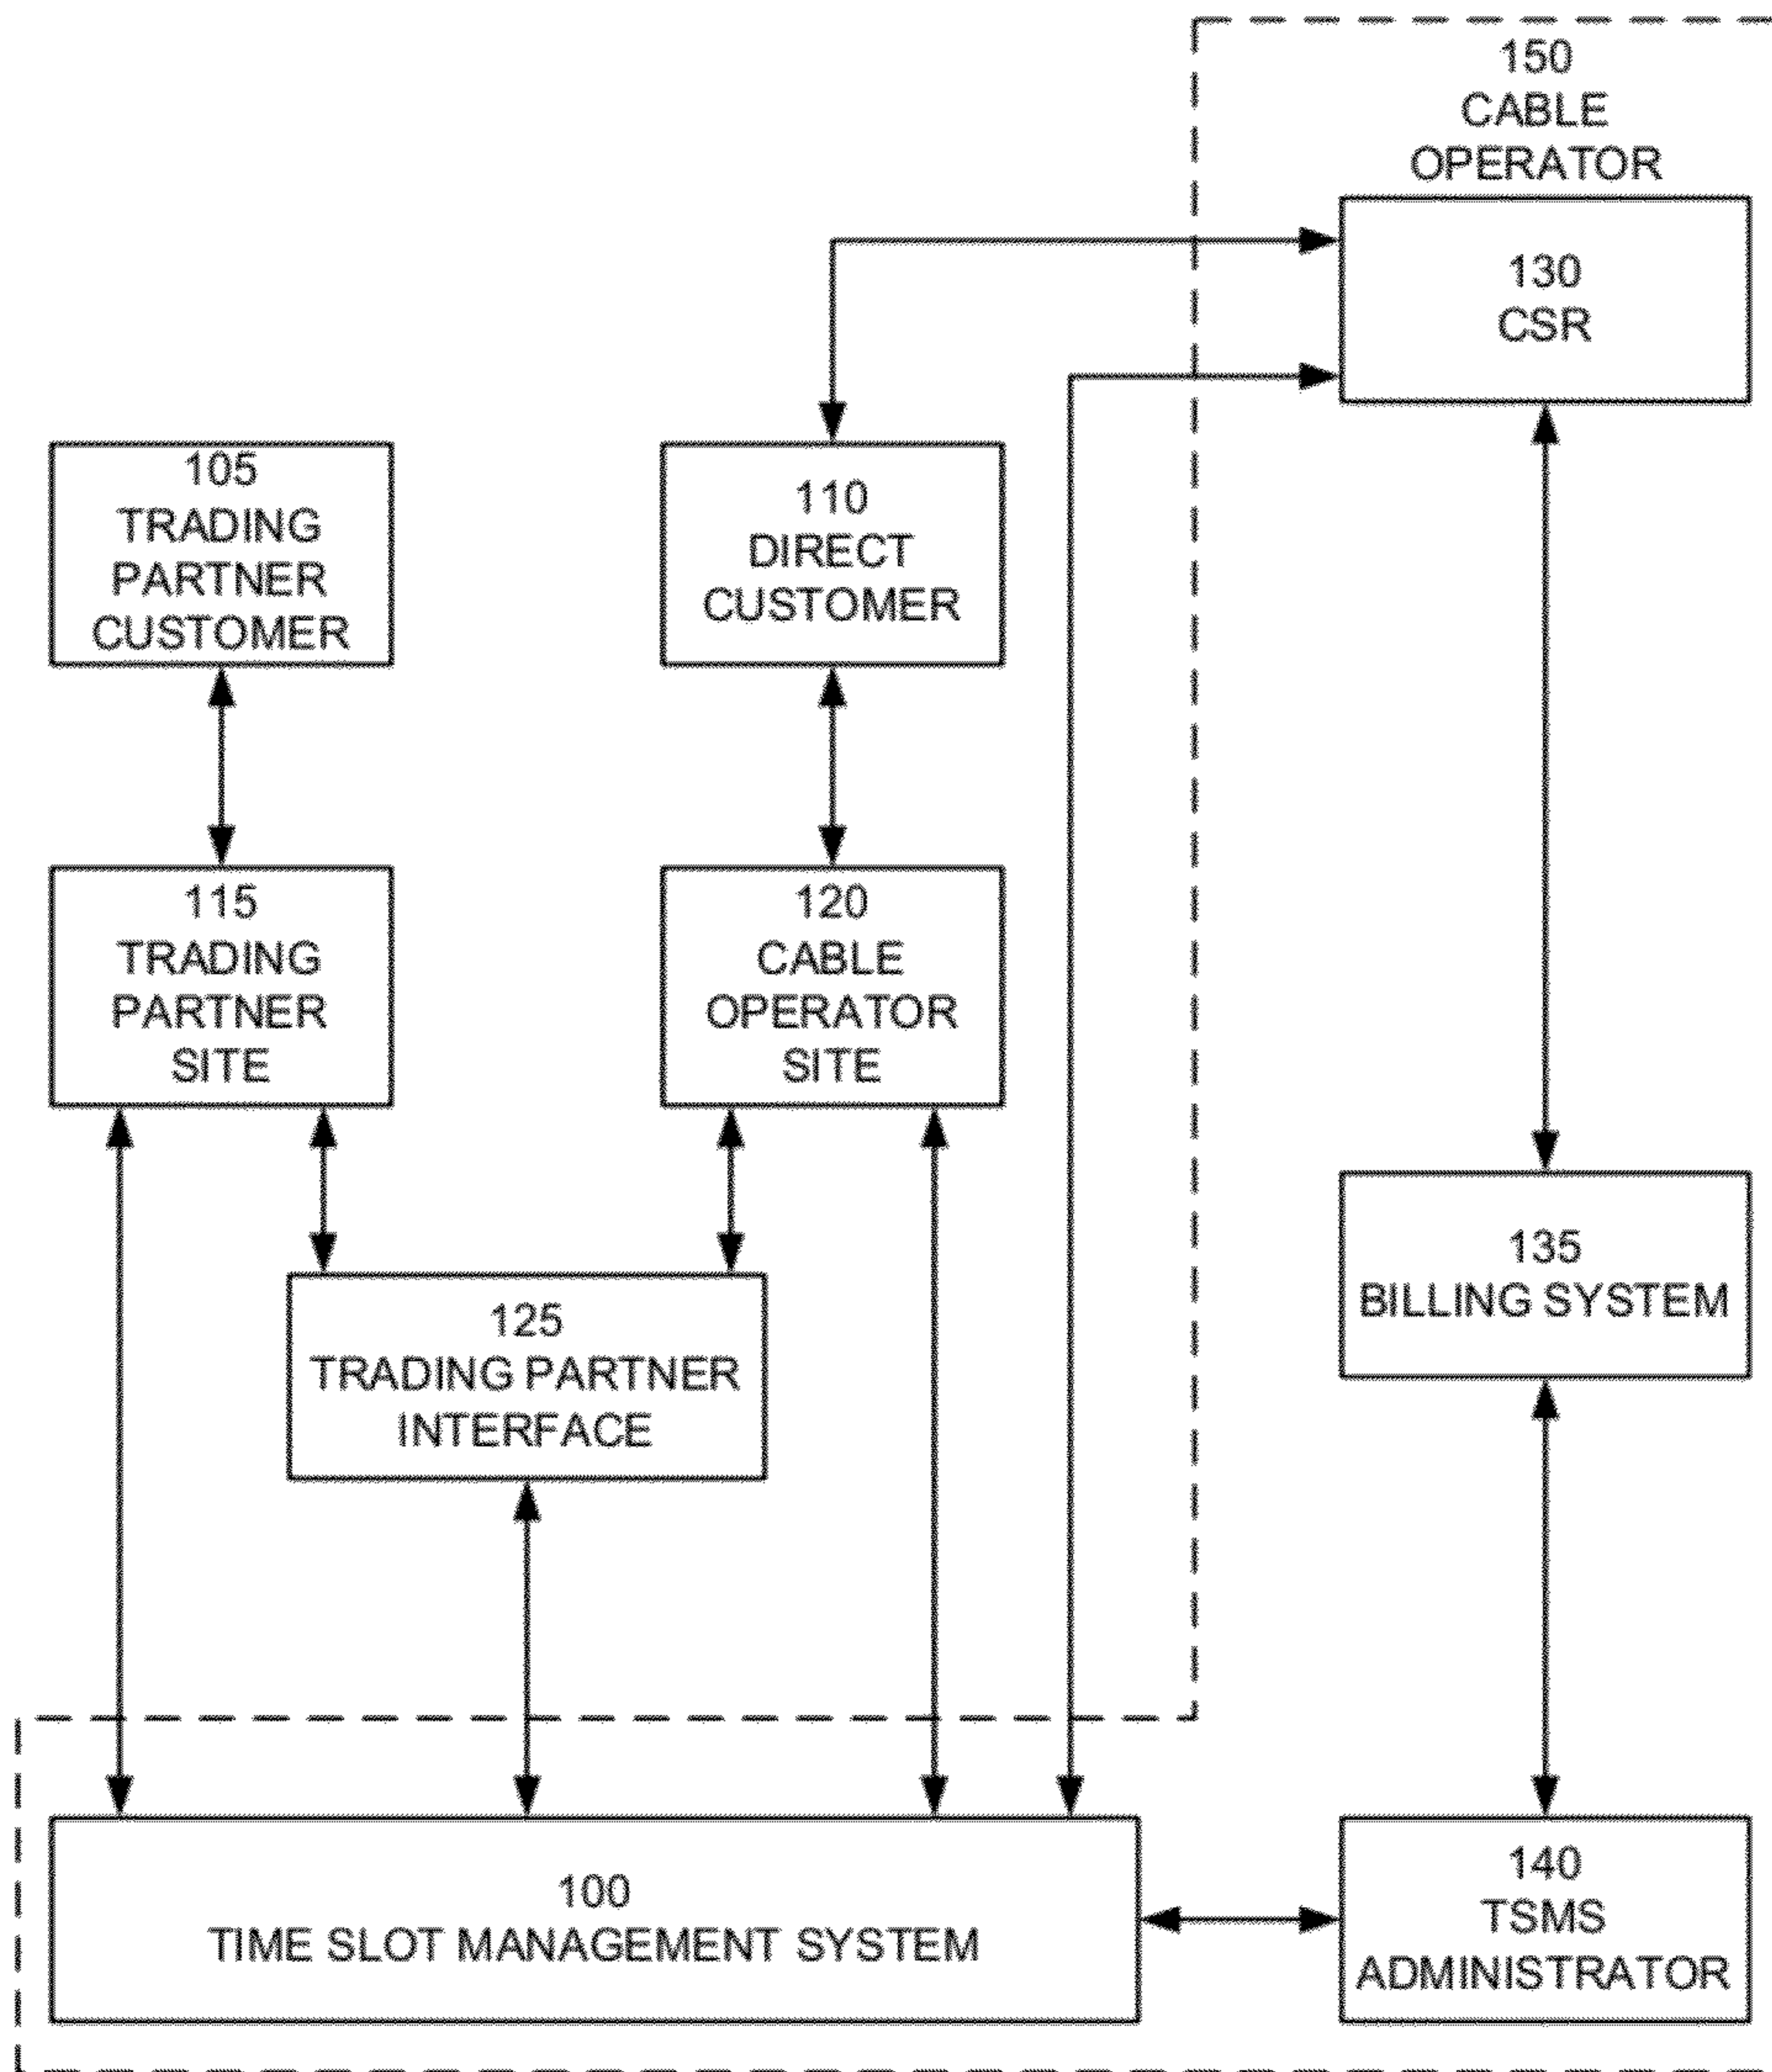 150
CABLE
OPERATOR
130
CSR
105
TRADING
PARTNER
CUSTOMER
110
DIRECT
CUSTOMER
115
TRADING
PARTNER
SITE
120
CABLE
OPERATOR
SITE
125
TRADING PARTNER
INTERFACE
135
BILLING SYSTEM
100
TIME SLOT MANAGEMENT SYSTEM
140
TSMS
ADMINISTRATOR